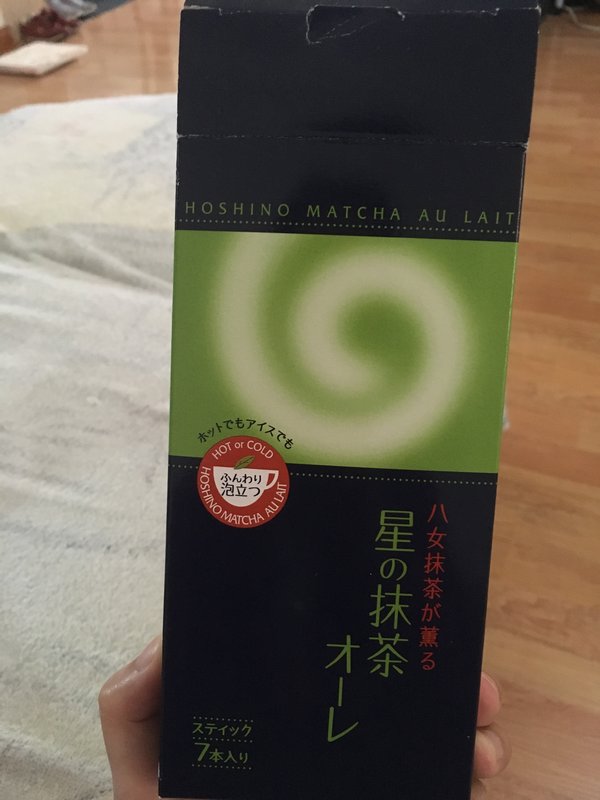 HOSHINO MATCHA AU LAIT
ホットでもアイスでも
HOT or COLD
ふんわり
泡立つ
HOSHINO MATCHA AU LAIT
八女抹茶が薫る
星の抹茶
オーレ
スティック
7本入り